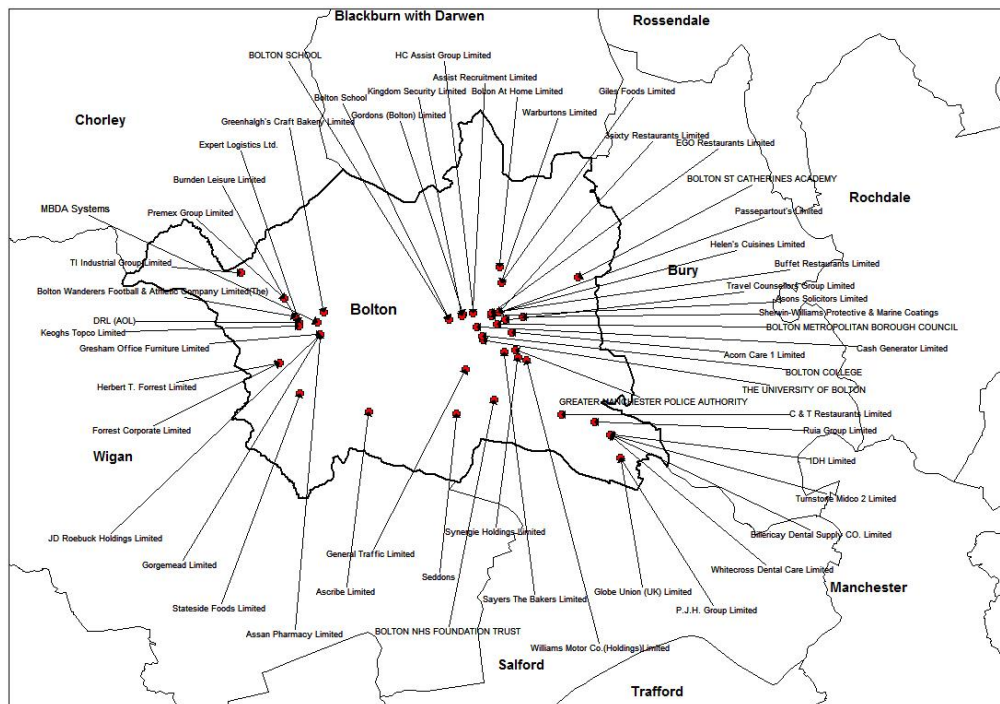 Blackburn with Darwen
Rossendale
BOLTON SCHOOL
HC Assist Group Limited
Assist Recruitment Limited
Kingdom Security Limited
Bolton At Home Limited
Giles Foods Limited
Bolton School
Gordons (Bolton) Limited
Warburtons Limited
Chorley
Greenhalgh's Craft Bakery Limited
3sixty Restaurants Limited
EGO Restaurants Limited
Expert Logistics Ltd.
Burnden Leisure Limited
BOLTON ST CATHERINES ACADEMY
Rochdale
MBDA Systems
Premex Group Limited
Passepartout's Limited
Helen's Cuisines Limited
TI Industrial Group Limited
Buffet Restaurants Limited
Bury
Bolton Wanderers Football & Athletic Company Limited(The)
Travel Counsellors Group Limited
Asons Solicitors Limited
Bolton
Sherwin-Williams Protective & Marine Coatings
DRL (AOL)
BOLTON METROPOLITAN BOROUGH COUNCIL
Keoghs Topco Limited
Gresham Office Furniture Limited
Cash Generator Limited
Acorn Care 1 Limited
BOLTON COLLEGE
Herbert T. Forrest Limited
THE UNIVERSITY OF BOLTON
GREATER MANCHESTER POLICE AUTHORITY
C & T Restaurants Limited
Forrest Corporate Limited
Ruia Group Limited
Wigan
IDH Limited
Turnstone Midco 2 Limited
Synergie Holdings Limited
Billericay Dental Supply CO. Limited
JD Roebuck Holdings Limited
General Traffic Limited
Gorgemead Limited
Seddons
Whitecross Dental Care Limited
Manchester
Ascribe Limited
Sayers The Bakers Limited
Globe Union (UK) Limited
Stateside Foods Limited
P.J.H. Group Limited
Assan Pharmacy Limited
BOLTON NHS FOUNDATION TRUST
Williams Motor Co.(Holdings)Limited
Salford
Trafford